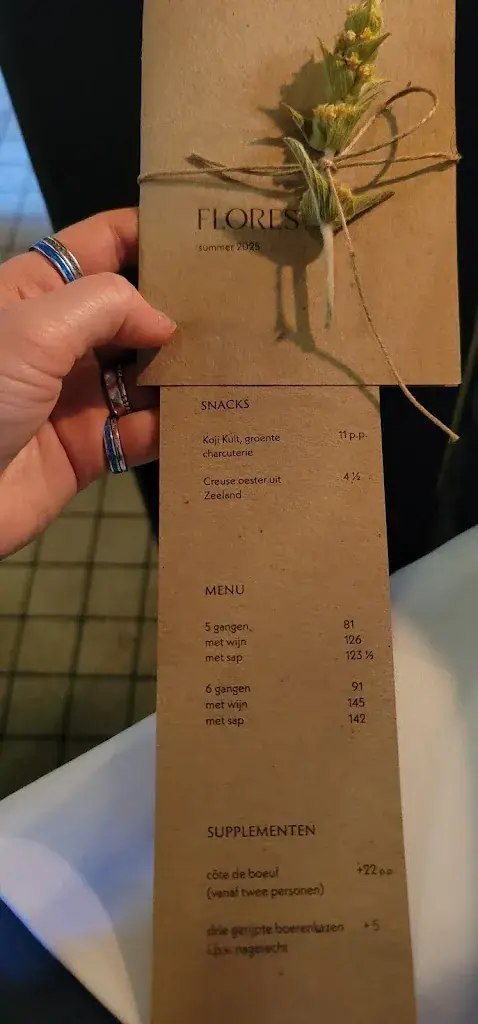 FLORES
summer 2025
SNACKS
Koji Kult, groente 11 p.p.
charcuterie
Creuse oester uit 4 ½
Zeeland
MENU
5 gangen 81
met wijn 126
met sap 123 ½
6 gangen 91
met wijn 145
met sap 142
SUPPLEMENTEN
côte de boeuf +22 p.p.
(vanaf twee personen)
drie gerijpte boerenkazen +5
i.p.v. nagerecht